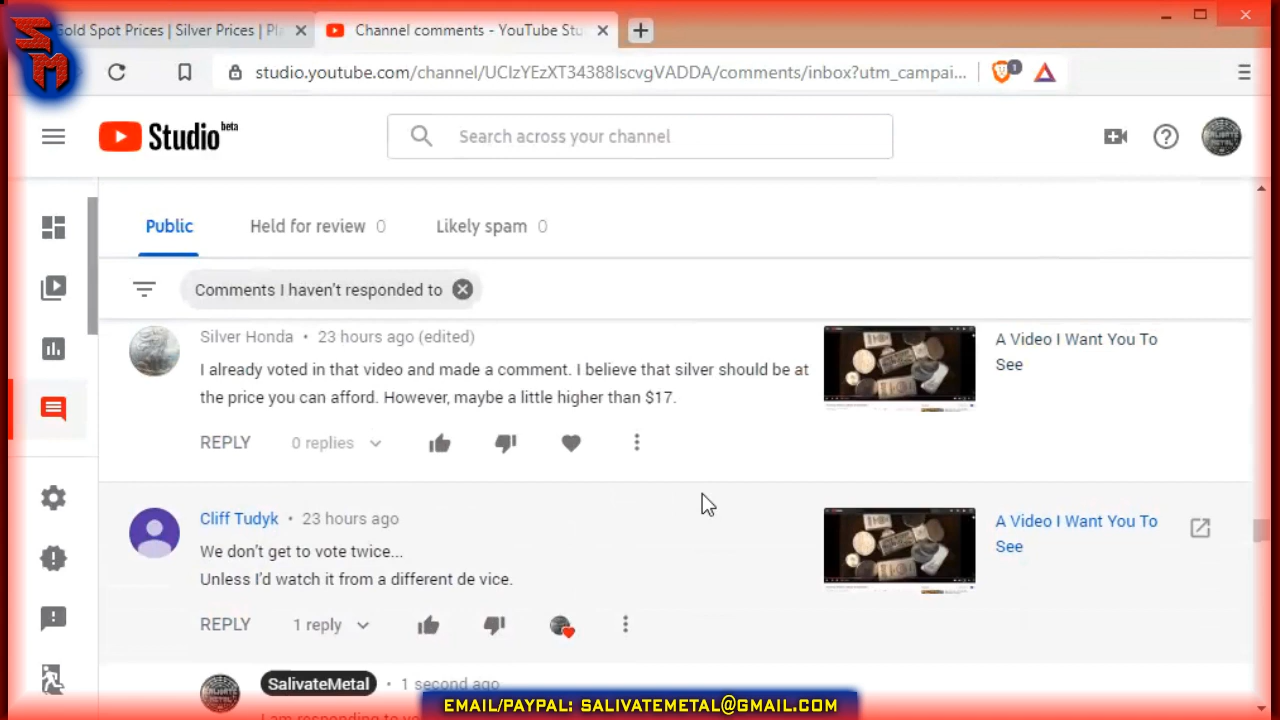 SM
Gold Spot Prices | Silver Prices | Pl
Channel comments - YouTube Stu
studio.youtube.com/channel/UCIzYEzXT34388IscvgVADDA/comments/inbox?utm_campai...
1
Studio beta
Search across your channel
Public
Held for review 0
Likely spam 0
Comments I haven't responded to
Silver Honda • 23 hours ago (edited)
I already voted in that video and made a comment. I believe that silver should be at
the price you can afford. However, maybe a little higher than $17.
REPLY 0 replies
A Video I Want You To
See
Cliff Tudyk • 23 hours ago
We don't get to vote twice...
Unless I'd watch it from a different de vice.
REPLY 1 reply
A Video I Want You To
See
SalivateMetal • 1 second ago
I am responding to
EMAIL/PAYPAL: SALIVATEMETAL@GMAIL.COM